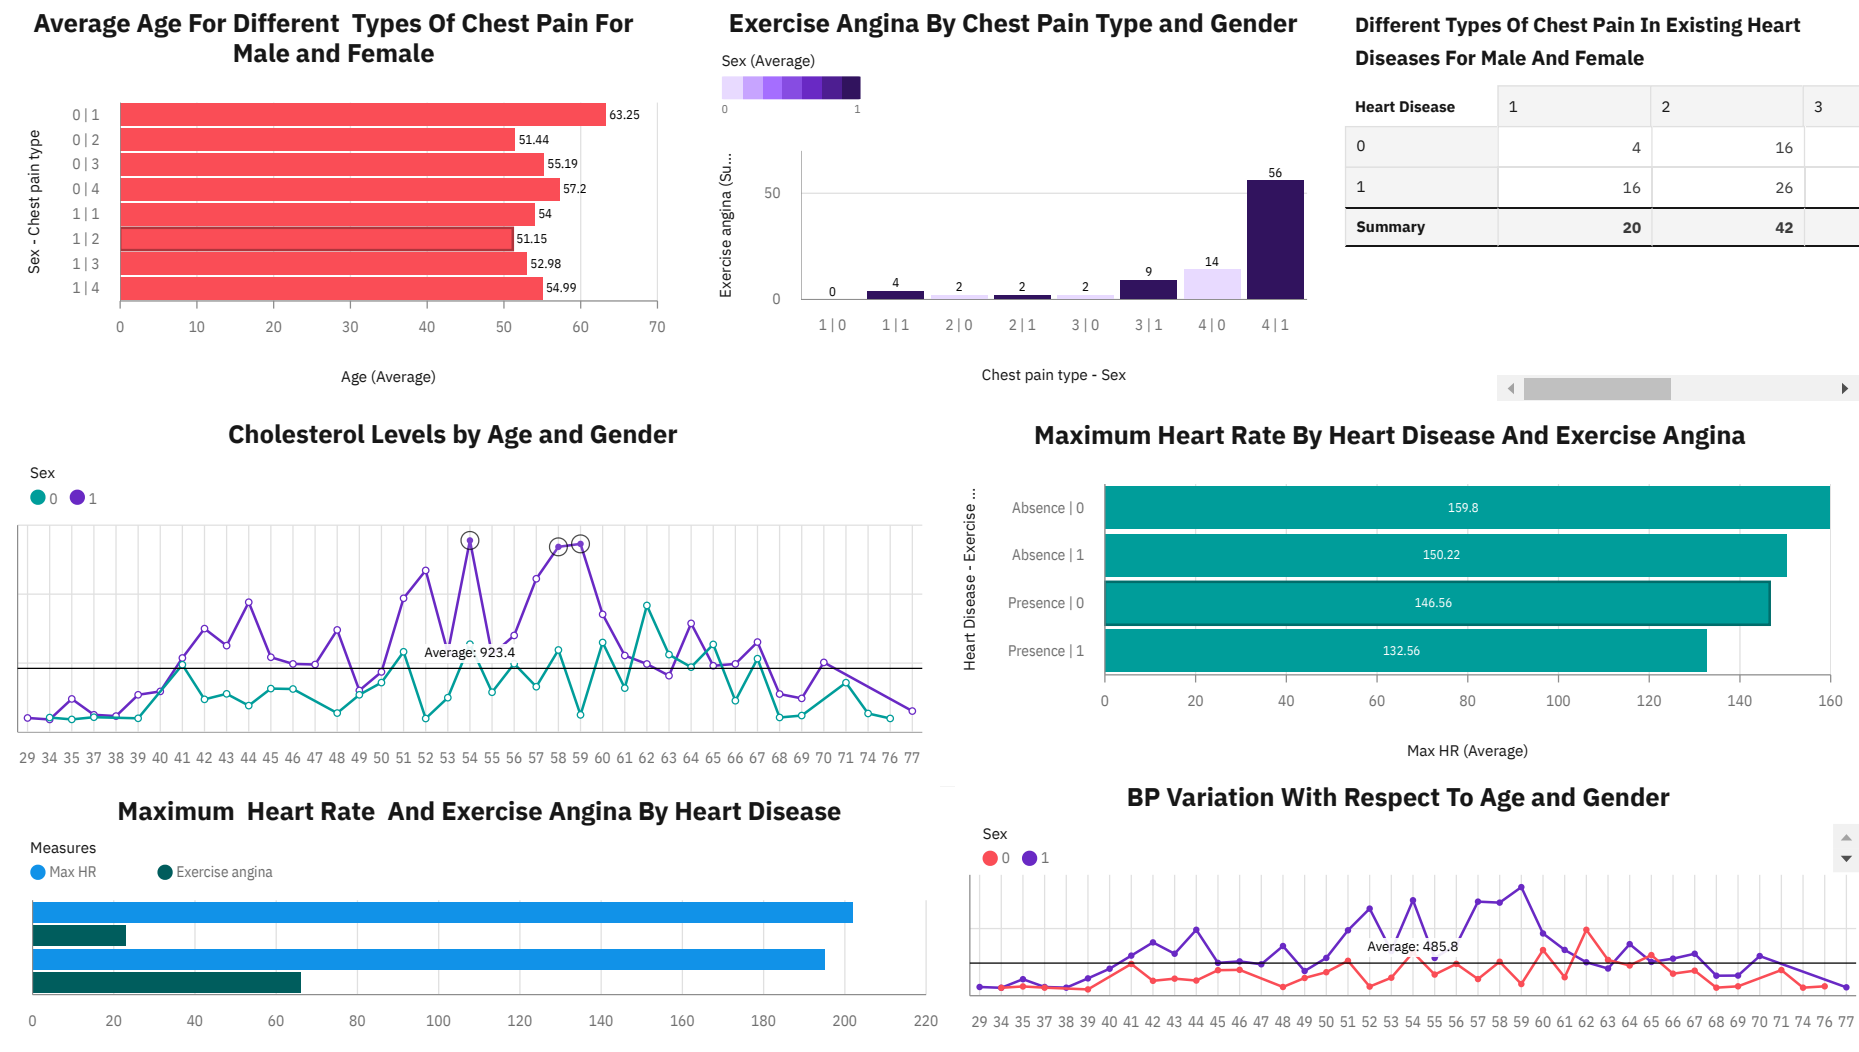 Average Age For Different  Types Of Chest Pain For
Male and Female
Sex - Chest pain type
0 | 1
63.25
0 | 2
51.44
0 | 3
55.19
0 | 4
57.2
1 | 1
54
1 | 2
51.15
1 | 3
52.98
1 | 4
54.99
0 10 20 30 40 50 60 70
Age (Average)
Exercise Angina By Chest Pain Type and Gender
Sex (Average)
0 1
Exercise angina (Su...
50
0
0 4 2 2 2 9 14 56
1 | 0 1 | 1 2 | 0 2 | 1 3 | 0 3 | 1 4 | 0 4 | 1
Chest pain type - Sex
Different Types Of Chest Pain In Existing Heart
Diseases For Male And Female
Heart Disease 1 2 3
0 4 16
1 16 26
Summary 20 42
Cholesterol Levels by Age and Gender
Sex
0 1
Average: 923.4
29 34 35 37 38 39 40 41 42 43 44 45 46 47 48 49 50 51 52 53 54 55 56 57 58 59 60 61 62 63 64 65 66 67 68 69 70 71 74 76 77
Maximum Heart Rate By Heart Disease And Exercise Angina
Heart Disease - Exercise ...
Absence | 0
159.8
Absence | 1
150.22
Presence | 0
146.56
Presence | 1
132.56
0 20 40 60 80 100 120 140 160
Max HR (Average)
Maximum  Heart Rate  And Exercise Angina By Heart Disease
Measures
Max HR Exercise angina
0 20 40 60 80 100 120 140 160 180 200 220
BP Variation With Respect To Age and Gender
Sex
0 1
Average: 485.8
29 34 35 37 38 39 40 41 42 43 44 45 46 47 48 49 50 51 52 53 54 55 56 57 58 59 60 61 62 63 64 65 66 67 68 69 70 71 74 76 77